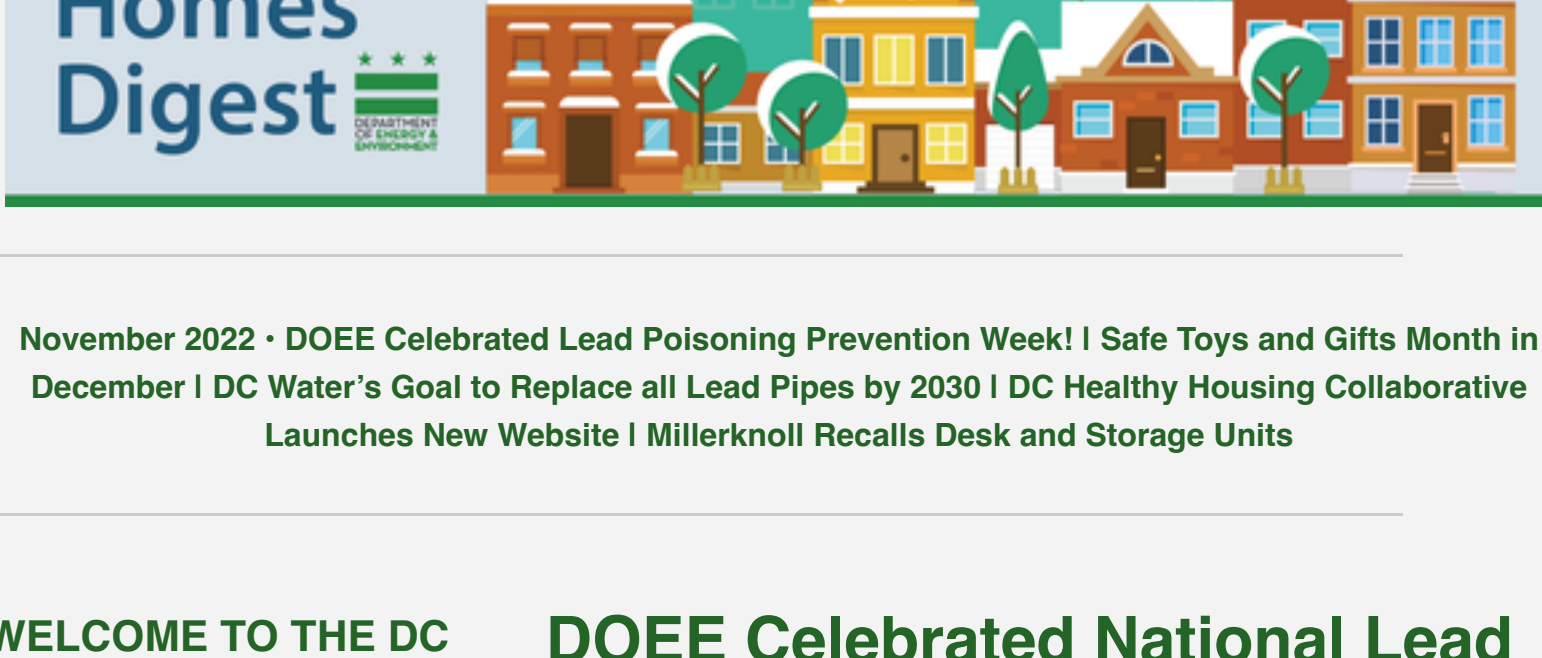 Homes
Digest
DEPARTMENT
OF ENERGY &
ENVIRONMENT
November 2022 • DOEE Celebrated Lead Poisoning Prevention Week! | Safe Toys and Gifts Month in
December | DC Water’s Goal to Replace all Lead Pipes by 2030 | DC Healthy Housing Collaborative
Launches New Website | Millerknoll Recalls Desk and Storage Units
WELCOME TO THE DC
DOEE Celebrated National Lead